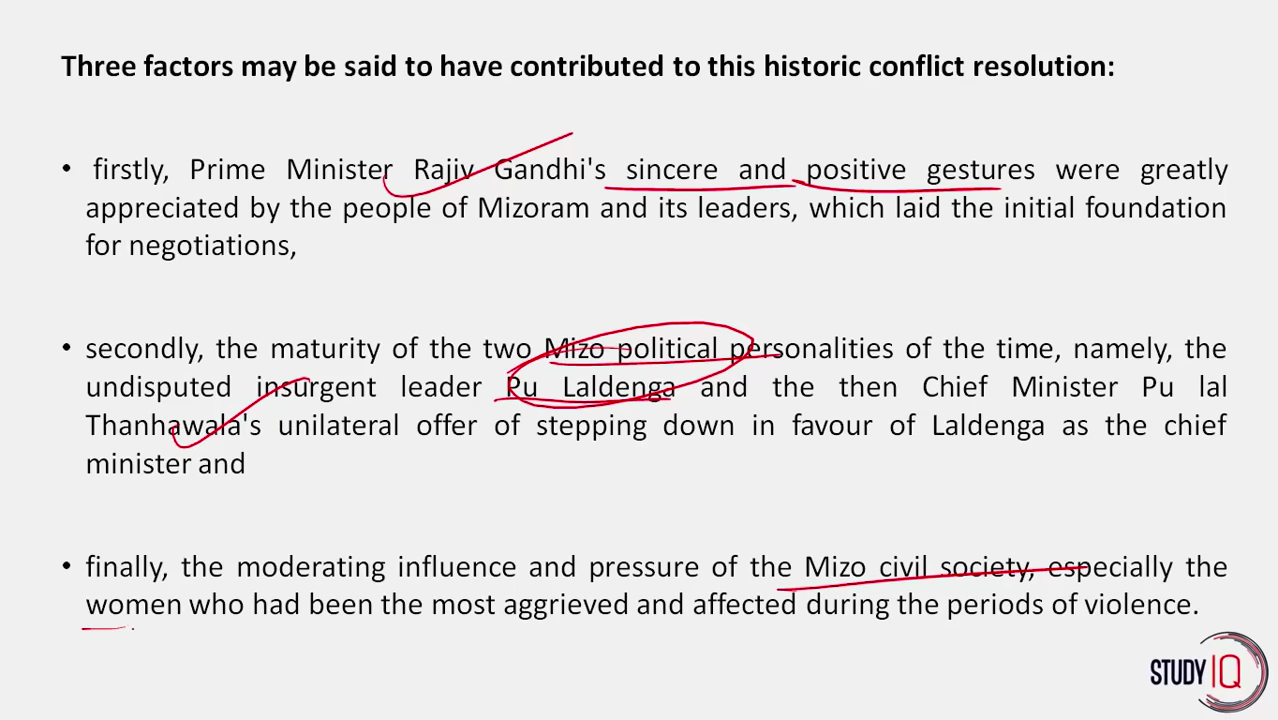 Three factors may be said to have contributed to this historic conflict resolution:
• firstly, Prime Minister Rajiv Gandhi's sincere and positive gestures were greatly
appreciated by the people of Mizoram and its leaders, which laid the initial foundation
for negotiations,
• secondly, the maturity of the two Mizo political personalities of the time, namely, the
undisputed insurgent leader Pu Laldenga and the then Chief Minister Pu lal
Thanhawala's unilateral offer of stepping down in favour of Laldenga as the chief
minister and
• finally, the moderating influence and pressure of the Mizo civil society, especially the
women who had been the most aggrieved and affected during the periods of violence.
STUDY IQ